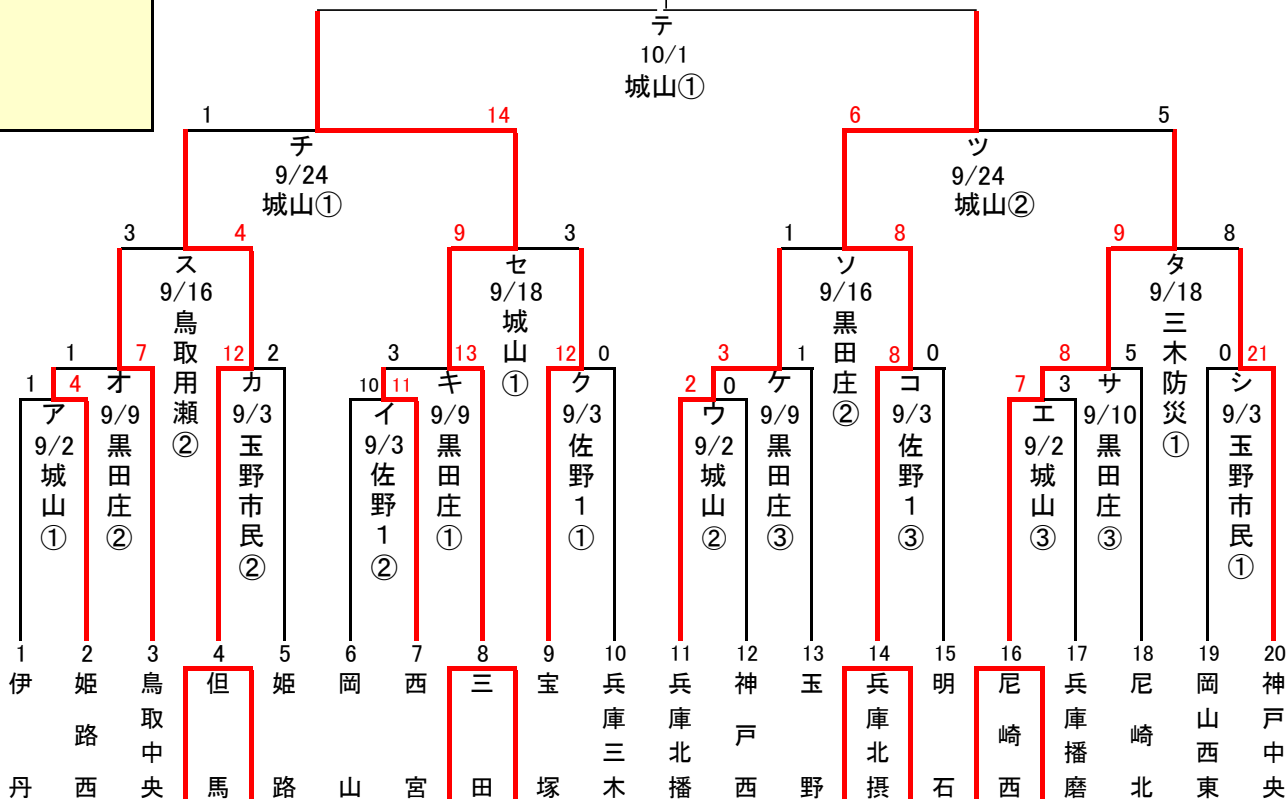 テ
10/1
城山①
1 14 6 5
チ
9/24
城山①
ツ
9/24
城山②
3 4 9 3 1 8 9 8
ス
9/16
鳥取用瀬②
セ
9/18
城山①
ソ
9/16
黒田庄②
タ
9/18
三木防災①
1 7 12 2 3 13 12 0 3 1 8 0 8 5 0 21
1 4 10 11 2 0 7 3
ア
9/2
城山①
オ
9/9
黒田庄②
カ
9/3
玉野市民②
イ
9/3
佐野1②
キ
9/9
黒田庄①
ク
9/3
佐野1①
ウ
9/2
城山②
ケ
9/9
黒田庄③
コ
9/3
佐野1③
エ
9/2
城山③
サ
9/10
黒田庄③
シ
9/3
玉野市民①
1 伊丹
2 姫路西
3 鳥取中央
4 但馬
5 姫路
6 岡山
7 西宮
8 三田
9 宝塚
10 兵庫三木
11 兵庫北播
12 神戸西
13 玉野
14 兵庫北摂
15 明石
16 尼崎西
17 兵庫播磨
18 尼崎北
19 岡山西東
20 神戸中央